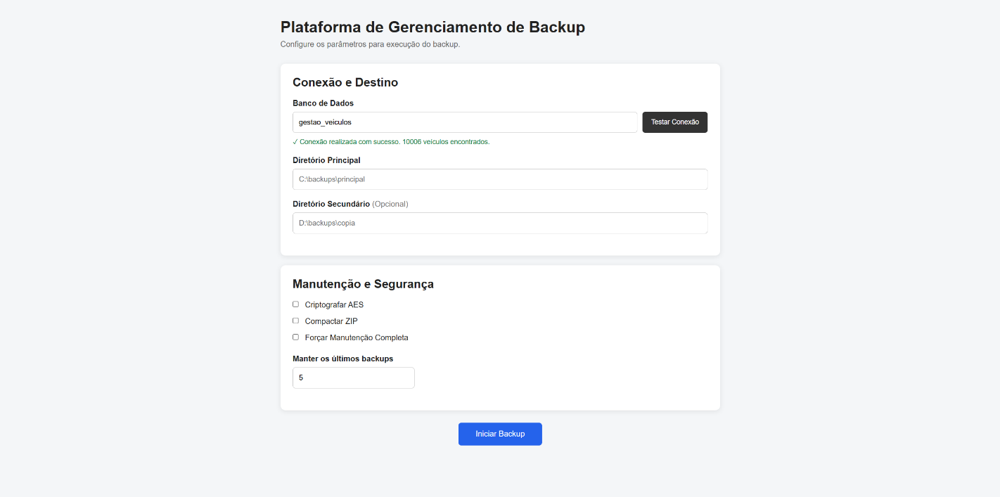 Plataforma de Gerenciamento de Backup
Configure os parâmetros para execução do backup.
Conexão e Destino
Banco de Dados
gestao_veiculos
Testar Conexão
✓ Conexão realizada com sucesso. 10006 veículos encontrados.
Diretório Principal
C:\backups\principal
Diretório Secundário (Opcional)
D:\backups\copia
Manutenção e Segurança
Criptografar AES
Compactar ZIP
Forçar Manutenção Completa
Manter os últimos backups
5
Iniciar Backup